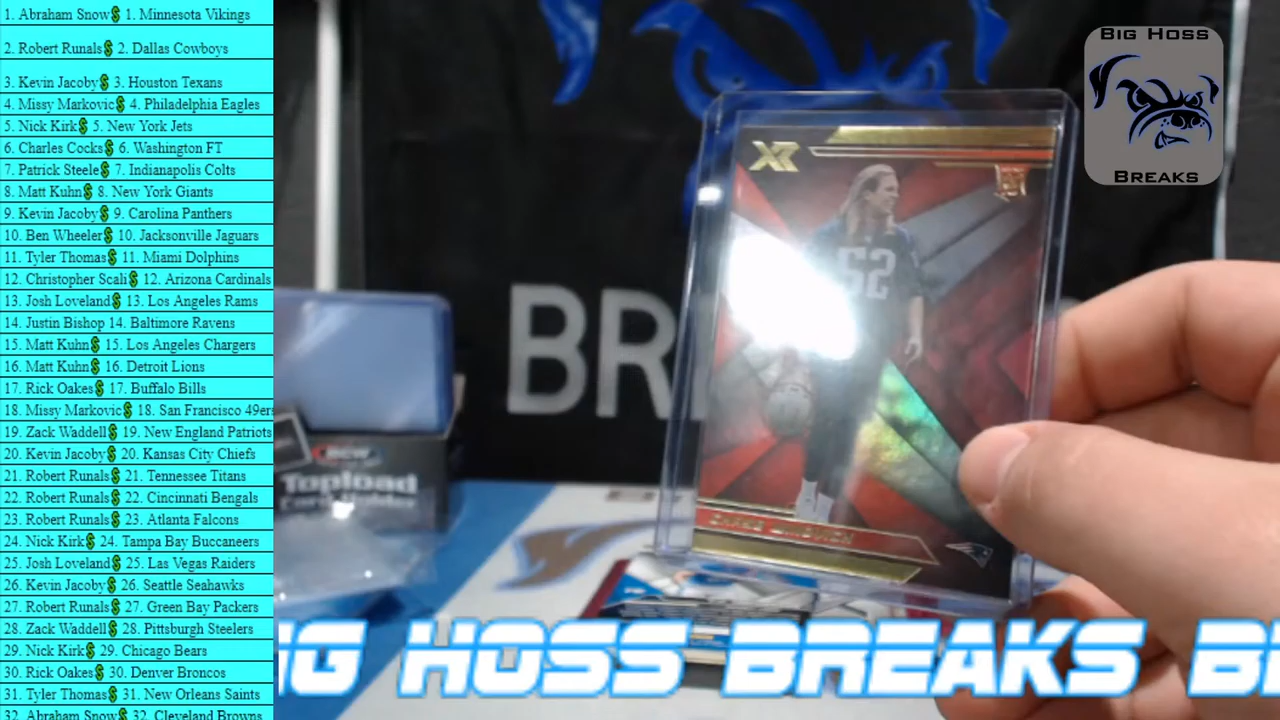 1. Abraham Snow💲 1. Minnesota Vikings
2. Robert Runals💲 2. Dallas Cowboys
3. Kevin Jacoby💲 3. Houston Texans
4. Missy Markovic💲 4. Philadelphia Eagles
5. Nick Kirk💲 5. New York Jets
6. Charles Cocks💲 6. Washington FT
7. Patrick Steele💲 7. Indianapolis Colts
8. Matt Kuhn💲 8. New York Giants
9. Kevin Jacoby💲 9. Carolina Panthers
10. Ben Wheeler💲 10. Jacksonville Jaguars
11. Tyler Thomas💲 11. Miami Dolphins
12. Christopher Scali💲 12. Arizona Cardinals
13. Josh Loveland💲 13. Los Angeles Rams
14. Justin Bishop 14. Baltimore Ravens
15. Matt Kuhn💲 15. Los Angeles Chargers
16. Matt Kuhn💲 16. Detroit Lions
17. Rick Oakes💲 17. Buffalo Bills
18. Missy Markovic💲 18. San Francisco 49er
19. Zack Waddell💲 19. New England Patriots
20. Kevin Jacoby💲 20. Kansas City Chiefs
21. Robert Runals💲 21. Tennessee Titans
22. Robert Runals💲 22. Cincinnati Bengals
23. Robert Runals💲 23. Atlanta Falcons
24. Nick Kirk💲 24. Tampa Bay Buccaneers
25. Josh Loveland💲 25. Las Vegas Raiders
26. Kevin Jacoby💲 26. Seattle Seahawks
27. Robert Runals💲 27. Green Bay Packers
28. Zack Waddell💲 28. Pittsburgh Steelers
29. Nick Kirk💲 29. Chicago Bears
30. Rick Oakes💲 30. Denver Broncos
31. Tyler Thomas💲 31. New Orleans Saints
32. Abraham Snow💲 32. Cleveland Browns
BIG HOSS
BREAKS
XR
52
BR
Topload
NG HOSS BREAKS BI